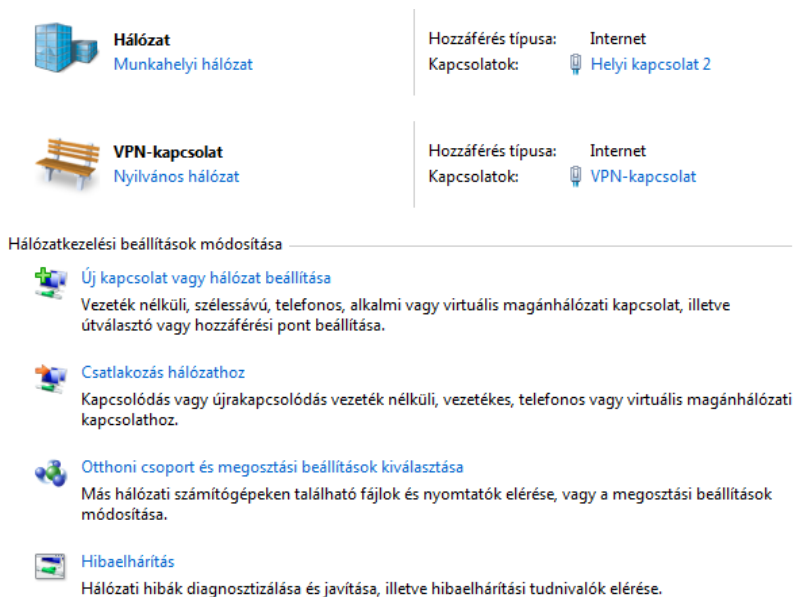 Hálózat
Munkahelyi hálózat
Hozzáférés típusa: Internet
Kapcsolatok: Helyi kapcsolat 2
VPN-kapcsolat
Nyilvános hálózat
Hozzáférés típusa: Internet
Kapcsolatok: VPN-kapcsolat
Hálózatkezelési beállítások módosítása
Új kapcsolat vagy hálózat beállítása
Vezeték nélküli, szélessávú, telefonos, alkalmi vagy virtuális magánhálózati kapcsolat, illetve
útválasztó vagy hozzáférési pont beállítása.
Csatlakozás hálózathoz
Kapcsolódás vagy újrakapcsolódás vezeték nélküli, vezetékes, telefonos vagy virtuális magánhálózati
kapcsolathoz.
Otthoni csoport és megosztási beállítások kiválasztása
Más hálózati számítógépeken található fájlok és nyomtatók elérése, vagy a megosztási beállítások
módosítása.
Hibaelhárítás
Hálózati hibák diagnosztizálása és javítása, illetve hibaelhárítási tudnivalók elérése.